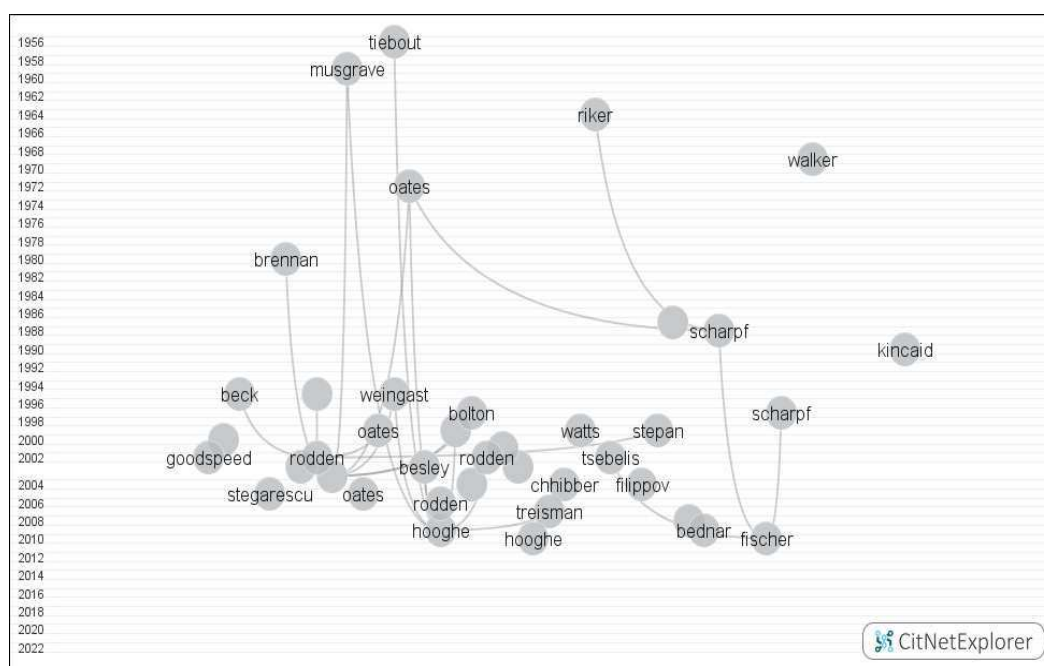 1956
tiebout
1958
musgrave
1960
1962
1964
riker
1966
1968
walker
1970
1972
oates
1974
1976
1978
1980
brennan
1982
1984
1986
1988
scharpf
1990
kincaid
1992
1994
beck
weingast
1996
bolton
scharpf
1998
oates
watts
stepan
2000
2002
goodspeed
rodden
besley
rodden
tsebelis
2004
stegarescu
oates
chhibber
filippov
2006
rodden
treisman
2008
hooghe
bednar
2010
hooghe
fischer
2012
2014
2016
2018
2020
2022
CitNetExplorer